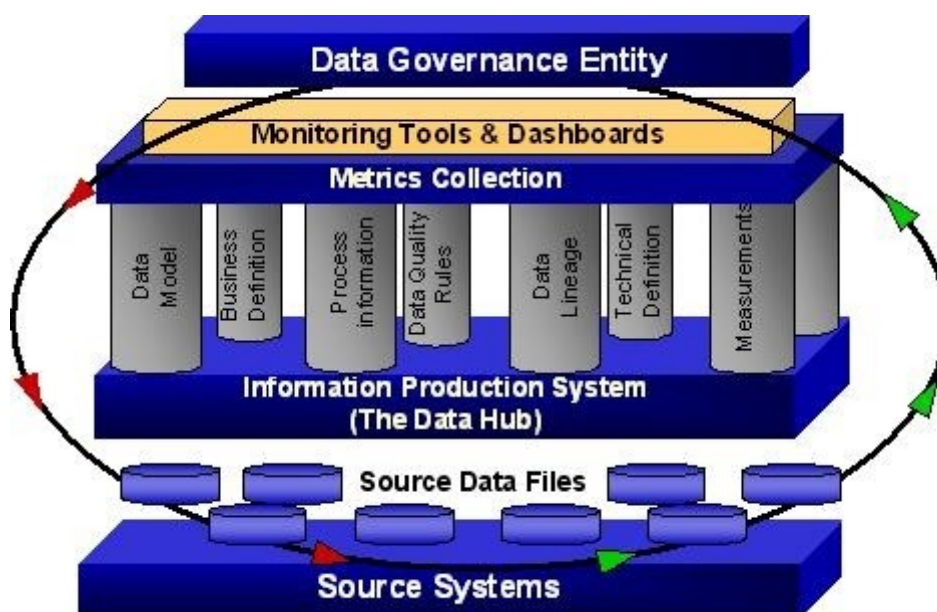 Data Governance Entity
Monitoring Tools & Dashboards
Metrics Collection
Data
Model
Business
Definition
Process
information
Data Quality
Rules
Data
Lineage
Technical
Definition
Measurements
Information Production System
(The Data Hub)
Source Data Files
Source Systems